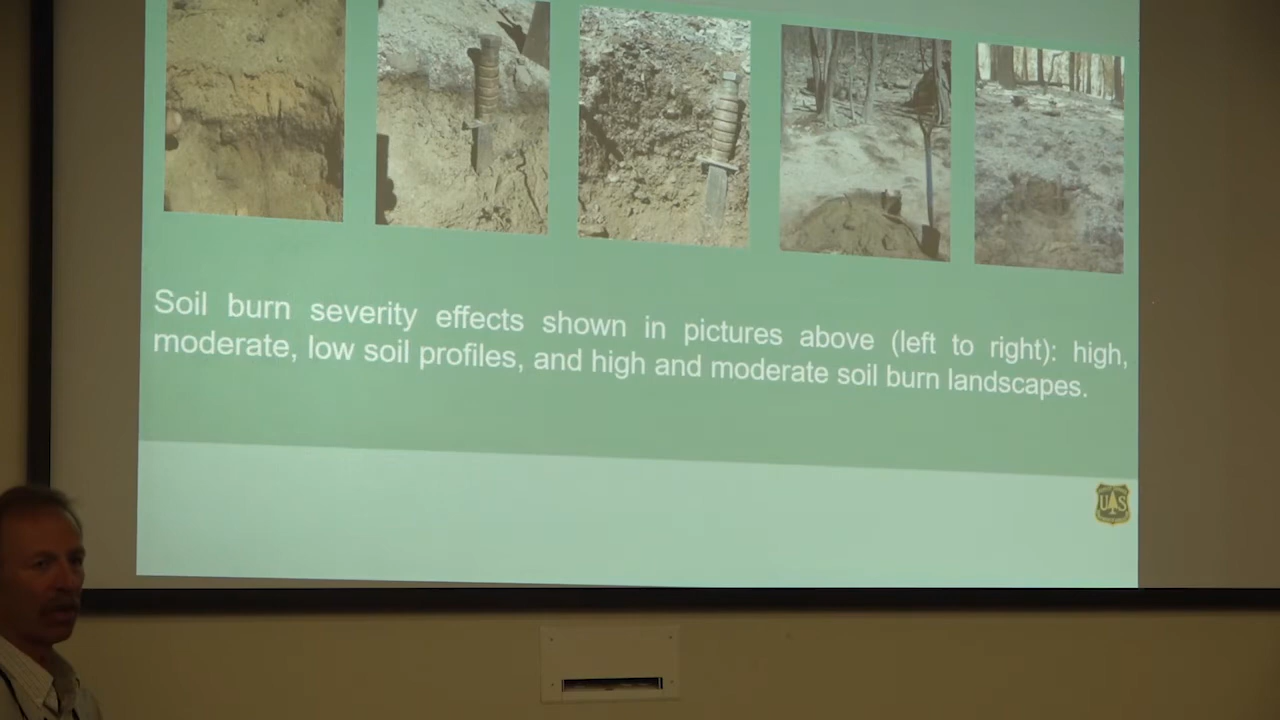 Soil burn severity effects shown in pictures above (left to right): high,
moderate, low soil profiles, and high and moderate soil burn landscapes.
U S